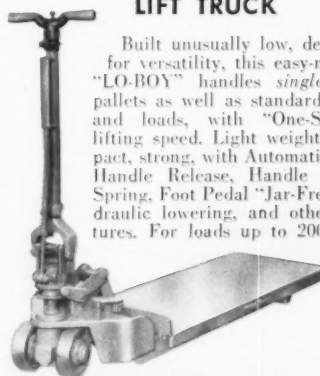 LIFT TRUCK
Built unusually low, de
for versatility, this easy-r
"LO-BOY" handles single
pallets as well as standard
and loads, with "One-S
lifting speed. Light weight
pact, strong, with Automati
Handle Release, Handle
Spring, Foot Pedal "Jar-Fre
draulic lowering, and othe
tures. For loads up to 200